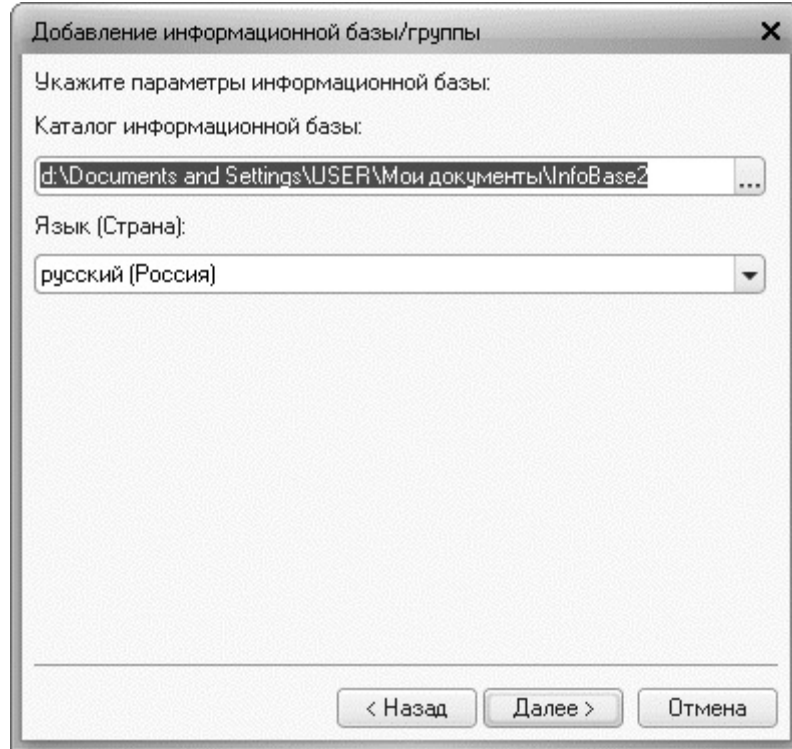 Добавление информационной базы/группы
Укажите параметры информационной базы:
Каталог информационной базы:
d:\Documents and Settings\USER\Мои документы\InfoBase2
...
Язык (Страна):
русский (Россия)
< Назад Далее > Отмена